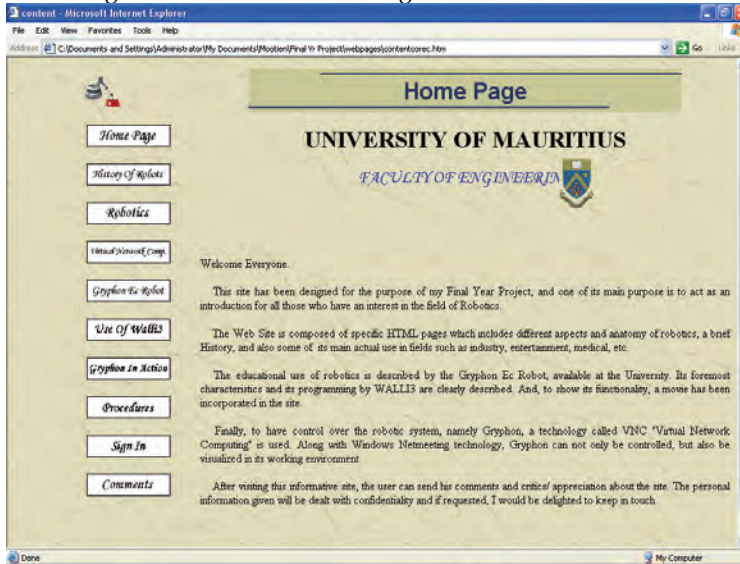 content - Microsoft Internet Explorer
File Edit View Favorites Tools Help
Address C:\Documents and Settings\Administrator\My Documents\Mootien\Final Yr Project\webpages\contentcorec.htm Go Links
Home Page
Home Page
UNIVERSITY OF MAURITIUS
FACULTY OF ENGINEERIN
History Of Robots
Robotics
Virtual Network Comp.
Gryphon Ec Robot
Use Of Walli3
Gryphon In Action
Procedures
Sign In
Comments
Welcome Everyone.
This site has been designed for the purpose of my Final Year Project, and one of its main purpose is to act as an
introduction for all those who have an interest in the field of Robotics.
The Web Site is composed of specific HTML pages which includes different aspects and anatomy of robotics, a brief
History, and also some of its main actual use in fields such as industry, entertainment, medical, etc.
The educational use of robotics is described by the Gryphon Ec Robot, available at the University. Its foremost
characteristics and its programming by WALLI3 are clearly described. And, to show its functionality, a movie has been
incorporated in the site.
Finally, to have control over the robotic system, namely Gryphon, a technology called VNC "Virtual Network
Computing" is used. Along with Windows Netmeeting technology, Gryphon can not only be controlled, but also be
visualized in its working environment.
After visiting this informative site, the user can send his comments and critics/ appreciation about the site. The personal
information given will be dealt with confidentiality and if requested, I would be delighted to keep in touch.
Done
My Computer